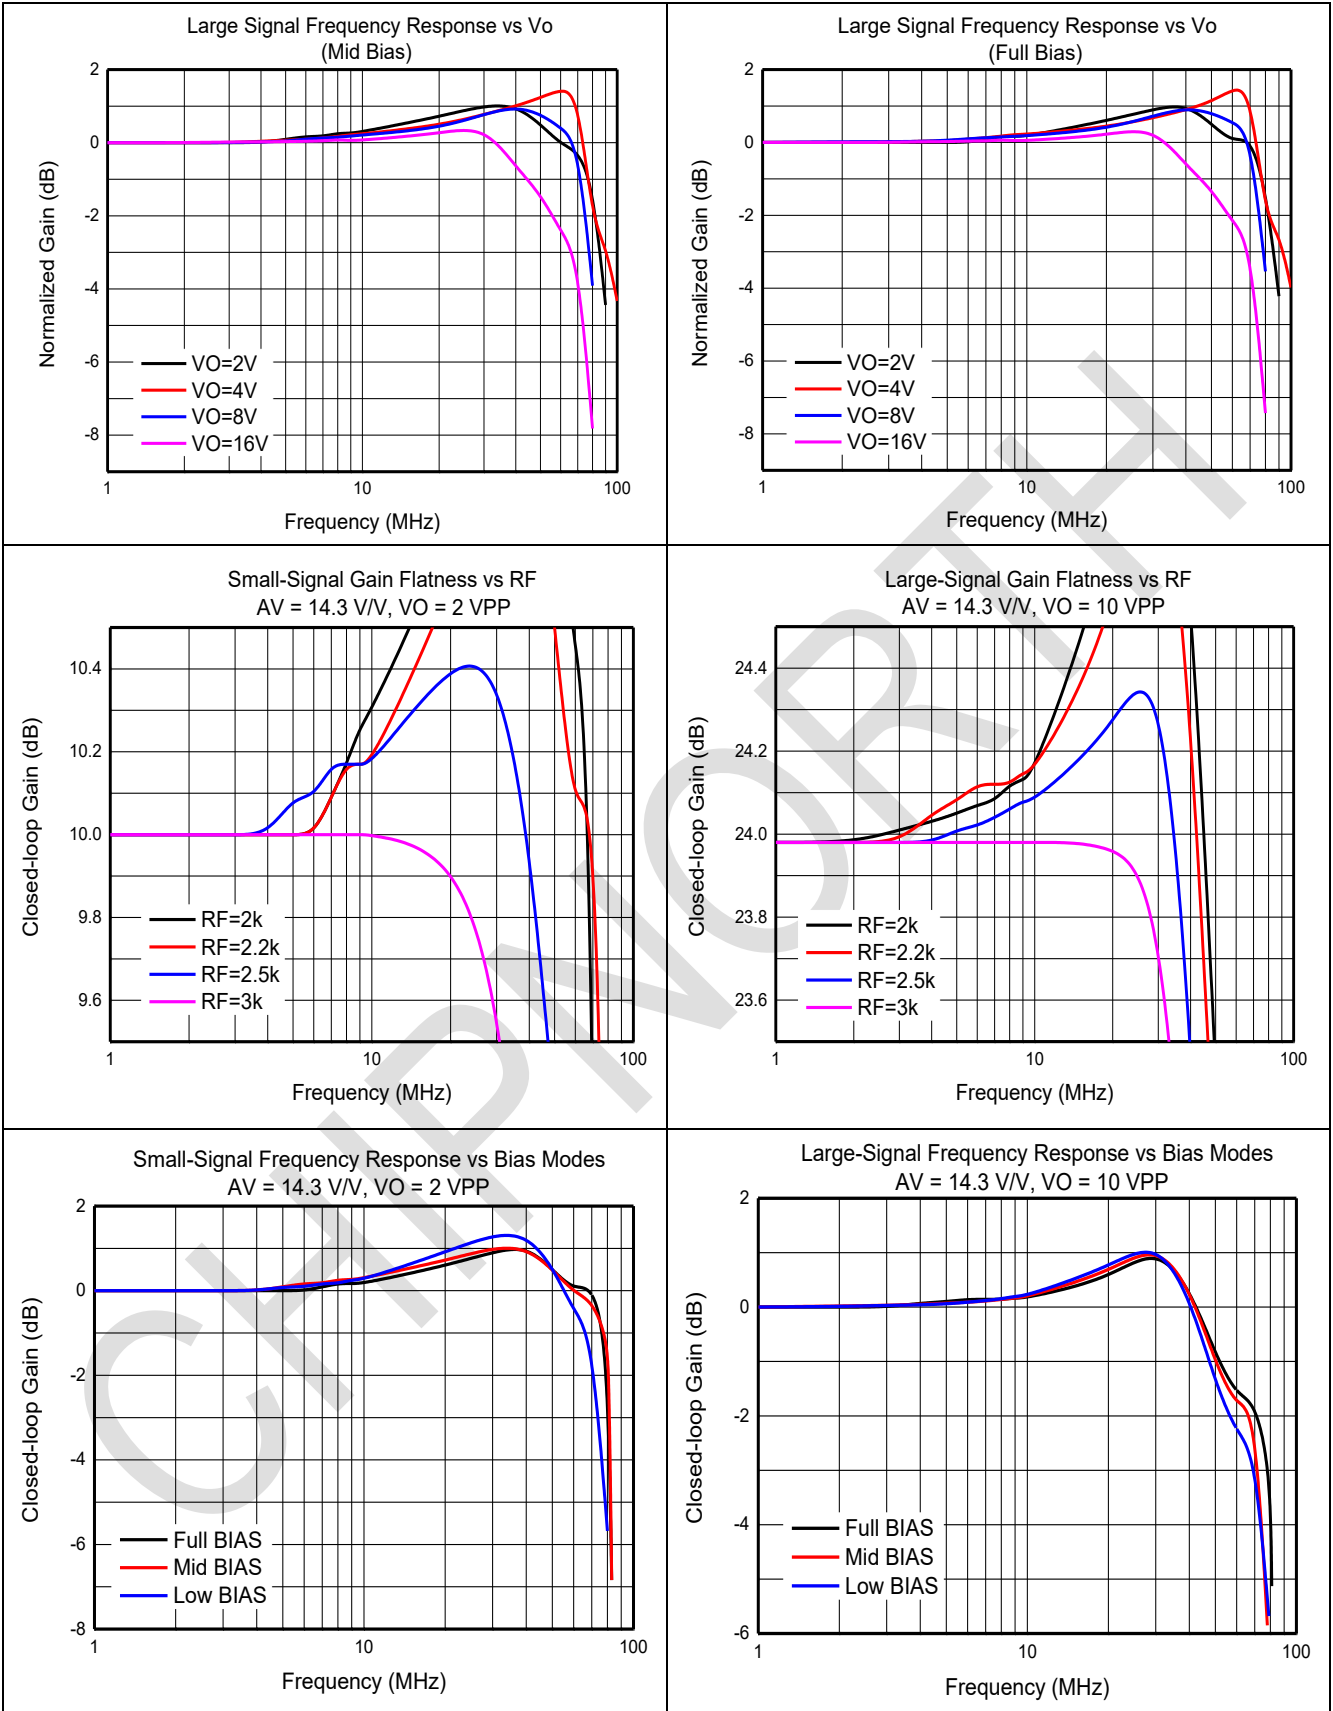 Large Signal Frequency Response vs Vo
(Mid Bias)
2
0
-2
-4
-6
-8
Normalized Gain (dB)
VO=2V
VO=4V
VO=8V
VO=16V
1
10
100
Frequency (MHz)
Large Signal Frequency Response vs Vo
(Full Bias)
2
0
-2
-4
-6
-8
Normalized Gain (dB)
VO=2V
VO=4V
VO=8V
VO=16V
1
10
100
Frequency (MHz)
Small-Signal Gain Flatness vs RF
AV = 14.3 V/V, VO = 2 VPP
10.4
10.2
10.0
9.8
9.6
Closed-loop Gain (dB)
RF=2k
RF=2.2k
RF=2.5k
RF=3k
1
10
100
Frequency (MHz)
Large-Signal Gain Flatness vs RF
AV = 14.3 V/V, VO = 10 VPP
24.4
24.2
24.0
23.8
23.6
Closed-loop Gain (dB)
RF=2k
RF=2.2k
RF=2.5k
RF=3k
1
10
100
Frequency (MHz)
Small-Signal Frequency Response vs Bias Modes
AV = 14.3 V/V, VO = 2 VPP
2
0
-2
-4
-6
-8
Closed-loop Gain (dB)
Full BIAS
Mid BIAS
Low BIAS
1
10
100
Frequency (MHz)
Large-Signal Frequency Response vs Bias Modes
AV = 14.3 V/V, VO = 10 VPP
2
0
-2
-4
-6
Closed-loop Gain (dB)
Full BIAS
Mid BIAS
Low BIAS
1
10
100
Frequency (MHz)
CHIPNORTH